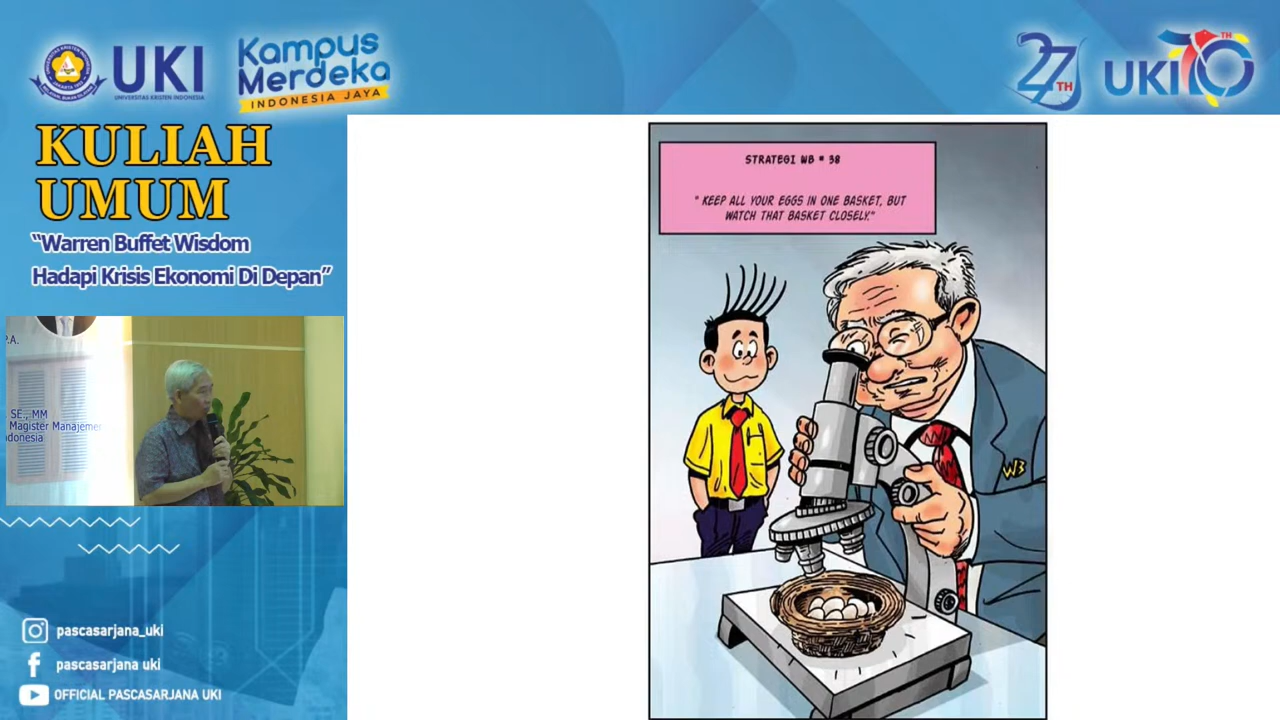 UKI
UNIVERSITAS KRISTEN INDONESIA
Kampus
Merdeka
INDONESIA JAYA
27TH
UKI 70TH
KULIAH
UMUM
“Warren Buffet Wisdom
Hadapi Krisis Ekonomi Di Depan”
STRATEGI WB # 38
" KEEP ALL YOUR EGGS IN ONE BASKET, BUT
WATCH THAT BASKET CLOSELY."
WB
P.A.
SE., MM
Magister Manajemen
pascasarjana_uki
pascasarjana uki
OFFICIAL PASCASARJANA UKI